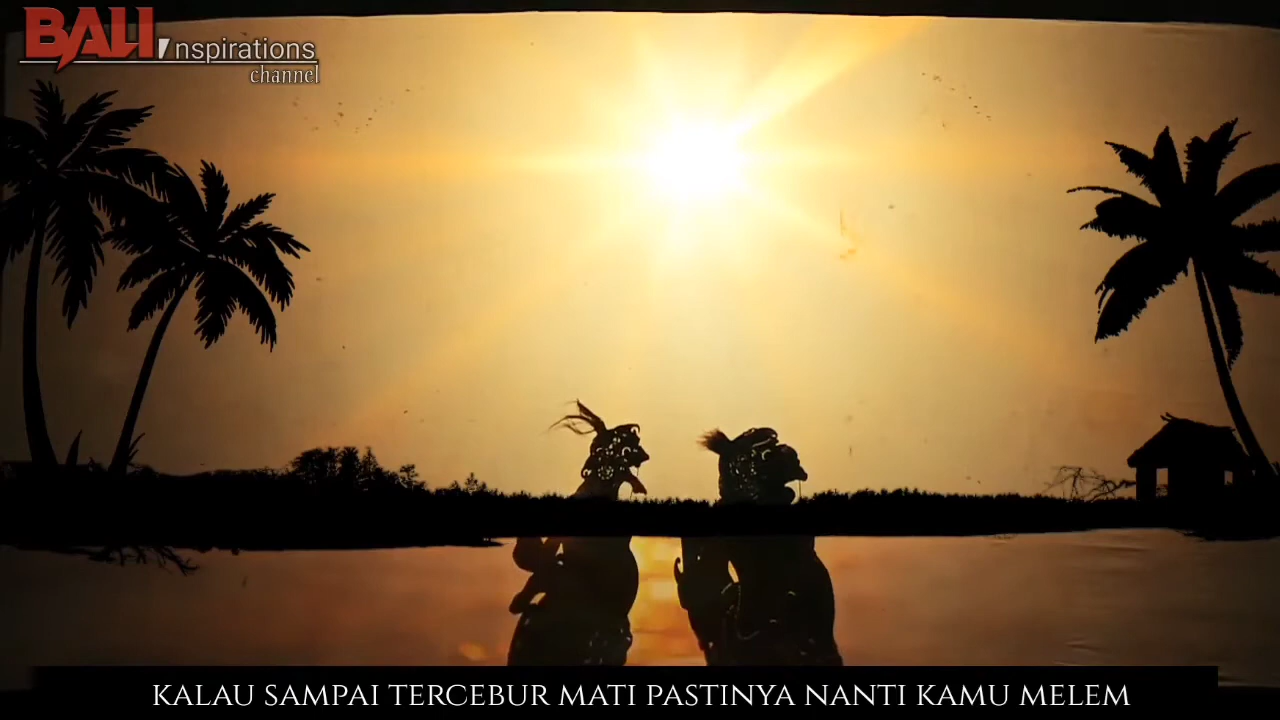 BALI
Inspirations
channel
KALAU SAMPAI TERCEBUR MATI PASTINYA NANTI KAMU MELEM